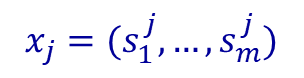 x_j = (s_1^j, ..., s_m^j)